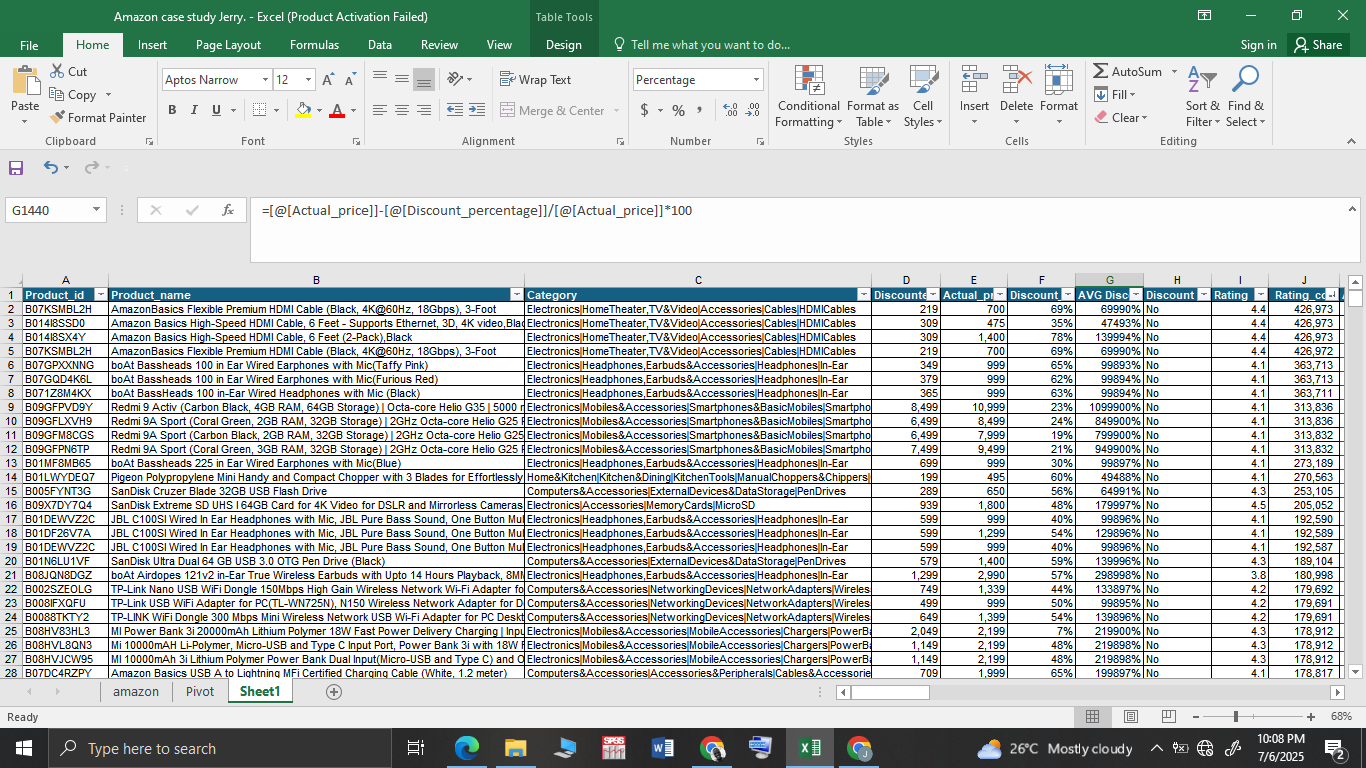 Amazon case study Jerry. - Excel (Product Activation Failed)
Table Tools
File Home Insert Page Layout Formulas Data Review View Design Tell me what you want to do... Sign in Share
Paste Cut Copy Format Painter
Clipboard
Aptos Narrow 12
B I U A
Font
Wrap Text
Merge & Center
Alignment
Percentage
$ % ,
Number
Conditional Formatting Format as Table Cell Styles
Styles
Insert Delete Format
Cells
AutoSum Fill Clear Sort & Filter Find & Select
Editing
G1440 fx =[@[Actual_price]]-[@[Discount_percentage]]/[@[Actual_price]]*100
A B C D E F G H I J
1 Product_id Product_name Category Discounte Actual_pr Discount_ AVG Disc Discount Rating Rating_co
2 B07KSMBL2H AmazonBasics Flexible Premium HDMI Cable (Black, 4K@60Hz, 18Gbps), 3-Foot Electronics|HomeTheater,TV&Video|Accessories|Cables|HDMICables 219 700 69% 69990% No 4.4 426,973
3 B014I8SSD0 Amazon Basics High-Speed HDMI Cable, 6 Feet - Supports Ethernet, 3D, 4K video,Blac Electronics|HomeTheater,TV&Video|Accessories|Cables|HDMICables 309 475 35% 47493% No 4.4 426,973
4 B014I8SX4Y Amazon Basics High-Speed HDMI Cable, 6 Feet (2-Pack),Black Electronics|HomeTheater,TV&Video|Accessories|Cables|HDMICables 309 1,400 78% 139994% No 4.4 426,973
5 B07KSMBL2H AmazonBasics Flexible Premium HDMI Cable (Black, 4K@60Hz, 18Gbps), 3-Foot Electronics|HomeTheater,TV&Video|Accessories|Cables|HDMICables 219 700 69% 69990% No 4.4 426,972
6 B07GPXXNNG boAt Bassheads 100 in Ear Wired Earphones with Mic(Taffy Pink) Electronics|Headphones,Earbuds&Accessories|Headphones|In-Ear 349 999 65% 99893% No 4.1 363,713
7 B07GQD4K6L boAt Bassheads 100 in Ear Wired Earphones with Mic(Furious Red) Electronics|Headphones,Earbuds&Accessories|Headphones|In-Ear 379 999 62% 99894% No 4.1 363,713
8 B071Z8M4KX boAt BassHeads 100 in-Ear Wired Headphones with Mic (Black) Electronics|Headphones,Earbuds&Accessories|Headphones|In-Ear 365 999 63% 99894% No 4.1 363,711
9 B09GFPVD9Y Redmi 9 Activ (Carbon Black, 4GB RAM, 64GB Storage) | Octa-core Helio G35 | 5000 r Electronics|Mobiles&Accessories|Smartphones&BasicMobiles|Smartpho 8,499 10,999 23% 1099900% No 4.1 313,836
10 B09GFLXVH9 Redmi 9A Sport (Coral Green, 2GB RAM, 32GB Storage) | 2GHz Octa-core Helio G25 F Electronics|Mobiles&Accessories|Smartphones&BasicMobiles|Smartpho 6,499 8,499 24% 849900% No 4.1 313,836
11 B09GFM8CGS Redmi 9A Sport (Carbon Black, 2GB RAM, 32GB Storage) | 2GHz Octa-core Helio G25 Electronics|Mobiles&Accessories|Smartphones&BasicMobiles|Smartpho 6,499 7,999 19% 799900% No 4.1 313,832
12 B09GFPN6TP Redmi 9A Sport (Coral Green, 3GB RAM, 32GB Storage) | 2GHz Octa-core Helio G25 F Electronics|Mobiles&Accessories|Smartphones&BasicMobiles|Smartpho 7,499 9,499 21% 949900% No 4.1 313,832
13 B01MF8MB65 boAt Bassheads 225 in Ear Wired Earphones with Mic(Blue) Electronics|Headphones,Earbuds&Accessories|Headphones|In-Ear 699 999 30% 99897% No 4.1 273,189
14 B01LWYDEQ7 Pigeon Polypropylene Mini Handy and Compact Chopper with 3 Blades for Effortlessly Home&Kitchen|Kitchen&Dining|KitchenTools|ManualChoppers&Chippers| 199 495 60% 49488% No 4.1 270,563
15 B005FYNT3G SanDisk Cruzer Blade 32GB USB Flash Drive Computers&Accessories|ExternalDevices&DataStorage|PenDrives 289 650 56% 64991% No 4.3 253,105
16 B09X7DY7Q4 SanDisk Extreme SD UHS I 64GB Card for 4K Video for DSLR and Mirrorless Cameras Electronics|Accessories|MemoryCards|MicroSD 939 1,800 48% 179997% No 4.5 205,052
17 B01DEWVZ2C JBL C100SI Wired In Ear Headphones with Mic, JBL Pure Bass Sound, One Button Mul Electronics|Headphones,Earbuds&Accessories|Headphones|In-Ear 599 999 40% 99896% No 4.1 192,590
18 B01DF26V7A JBL C100SI Wired In Ear Headphones with Mic, JBL Pure Bass Sound, One Button Mul Electronics|Headphones,Earbuds&Accessories|Headphones|In-Ear 599 1,299 54% 129896% No 4.1 192,589
19 B01DEWVZ2C JBL C100SI Wired In Ear Headphones with Mic, JBL Pure Bass Sound, One Button Mul Electronics|Headphones,Earbuds&Accessories|Headphones|In-Ear 599 999 40% 99896% No 4.1 192,587
20 B01N6LU1VF SanDisk Ultra Dual 64 GB USB 3.0 OTG Pen Drive (Black) Computers&Accessories|ExternalDevices&DataStorage|PenDrives 579 1,400 59% 139996% No 4.3 189,104
21 B08JQN8DGZ boAt Airdopes 121v2 in-Ear True Wireless Earbuds with Upto 14 Hours Playback, 8MM Electronics|Headphones,Earbuds&Accessories|Headphones|In-Ear 1,299 2,990 57% 298998% No 3.8 180,998
22 B002SZEOLG TP-Link Nano USB WiFi Dongle 150Mbps High Gain Wireless Network Wi-Fi Adapter fo Computers&Accessories|NetworkingDevices|NetworkAdapters|Wireles 749 1,339 44% 133897% No 4.2 179,692
23 B008IFXQFU TP-Link USB WiFi Adapter for PC(TL-WN725N), N150 Wireless Network Adapter for D Computers&Accessories|NetworkingDevices|NetworkAdapters|Wireles 499 999 50% 99895% No 4.2 179,691
24 B0088TKTY2 TP-LINK WiFi Dongle 300 Mbps Mini Wireless Network USB Wi-Fi Adapter for PC Deskt Computers&Accessories|NetworkingDevices|NetworkAdapters|Wireles 649 1,399 54% 139896% No 4.2 179,691
25 B08HV83HL3 MI Power Bank 3i 20000mAh Lithium Polymer 18W Fast Power Delivery Charging | Inpu Electronics|Mobiles&Accessories|MobileAccessories|Chargers|PowerBa 2,049 2,199 7% 219900% No 4.3 178,912
26 B08HVL8QN3 Mi 10000mAH Li-Polymer, Micro-USB and Type C Input Port, Power Bank 3i with 18W F Electronics|Mobiles&Accessories|MobileAccessories|Chargers|PowerBa 1,149 2,199 48% 219898% No 4.3 178,912
27 B08HVJCW95 MI 10000mAh 3i Lithium Polymer Power Bank Dual Input(Micro-USB and Type C) and O Electronics|Mobiles&Accessories|MobileAccessories|Chargers|PowerBa 1,149 2,199 48% 219898% No 4.3 178,912
28 B07DC4RZPY Amazon Basics USB A to Lightning MFi Certified Charging Cable (White, 1.2 meter) Computers&Accessories|Accessories&Peripherals|Cables&Accessorie 709 1,999 65% 199897% No 4.1 178,817
amazon Pivot Sheet1
Ready 68%
Type here to search
26°C Mostly cloudy
10:08 PM
7/6/2025
2